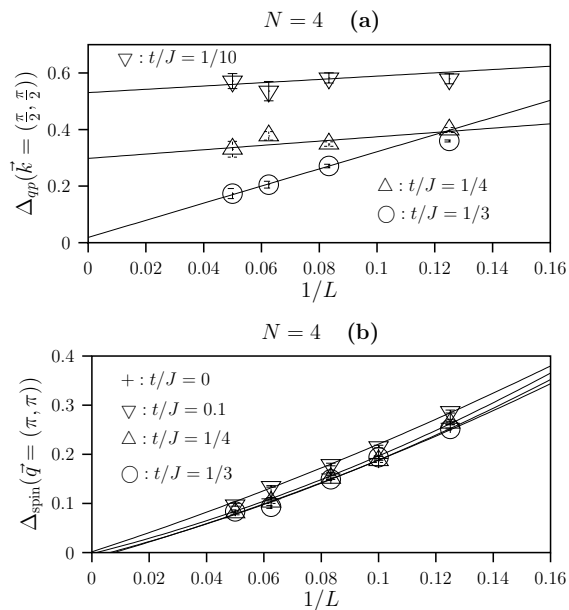 N = 4 (a)
▽ : t/J = 1/10
△ : t/J = 1/4
○ : t/J = 1/3
0.6
0.4
0.2
0
Δqp(k⃗ = (π/2, π/2))
0 0.02 0.04 0.06 0.08 0.1 0.12 0.14 0.16
1/L
N = 4 (b)
+ : t/J = 0
▽ : t/J = 0.1
△ : t/J = 1/4
○ : t/J = 1/3
0.4
0.3
0.2
0.1
0
Δspin(q⃗ = (π, π))
0 0.02 0.04 0.06 0.08 0.1 0.12 0.14 0.16
1/L